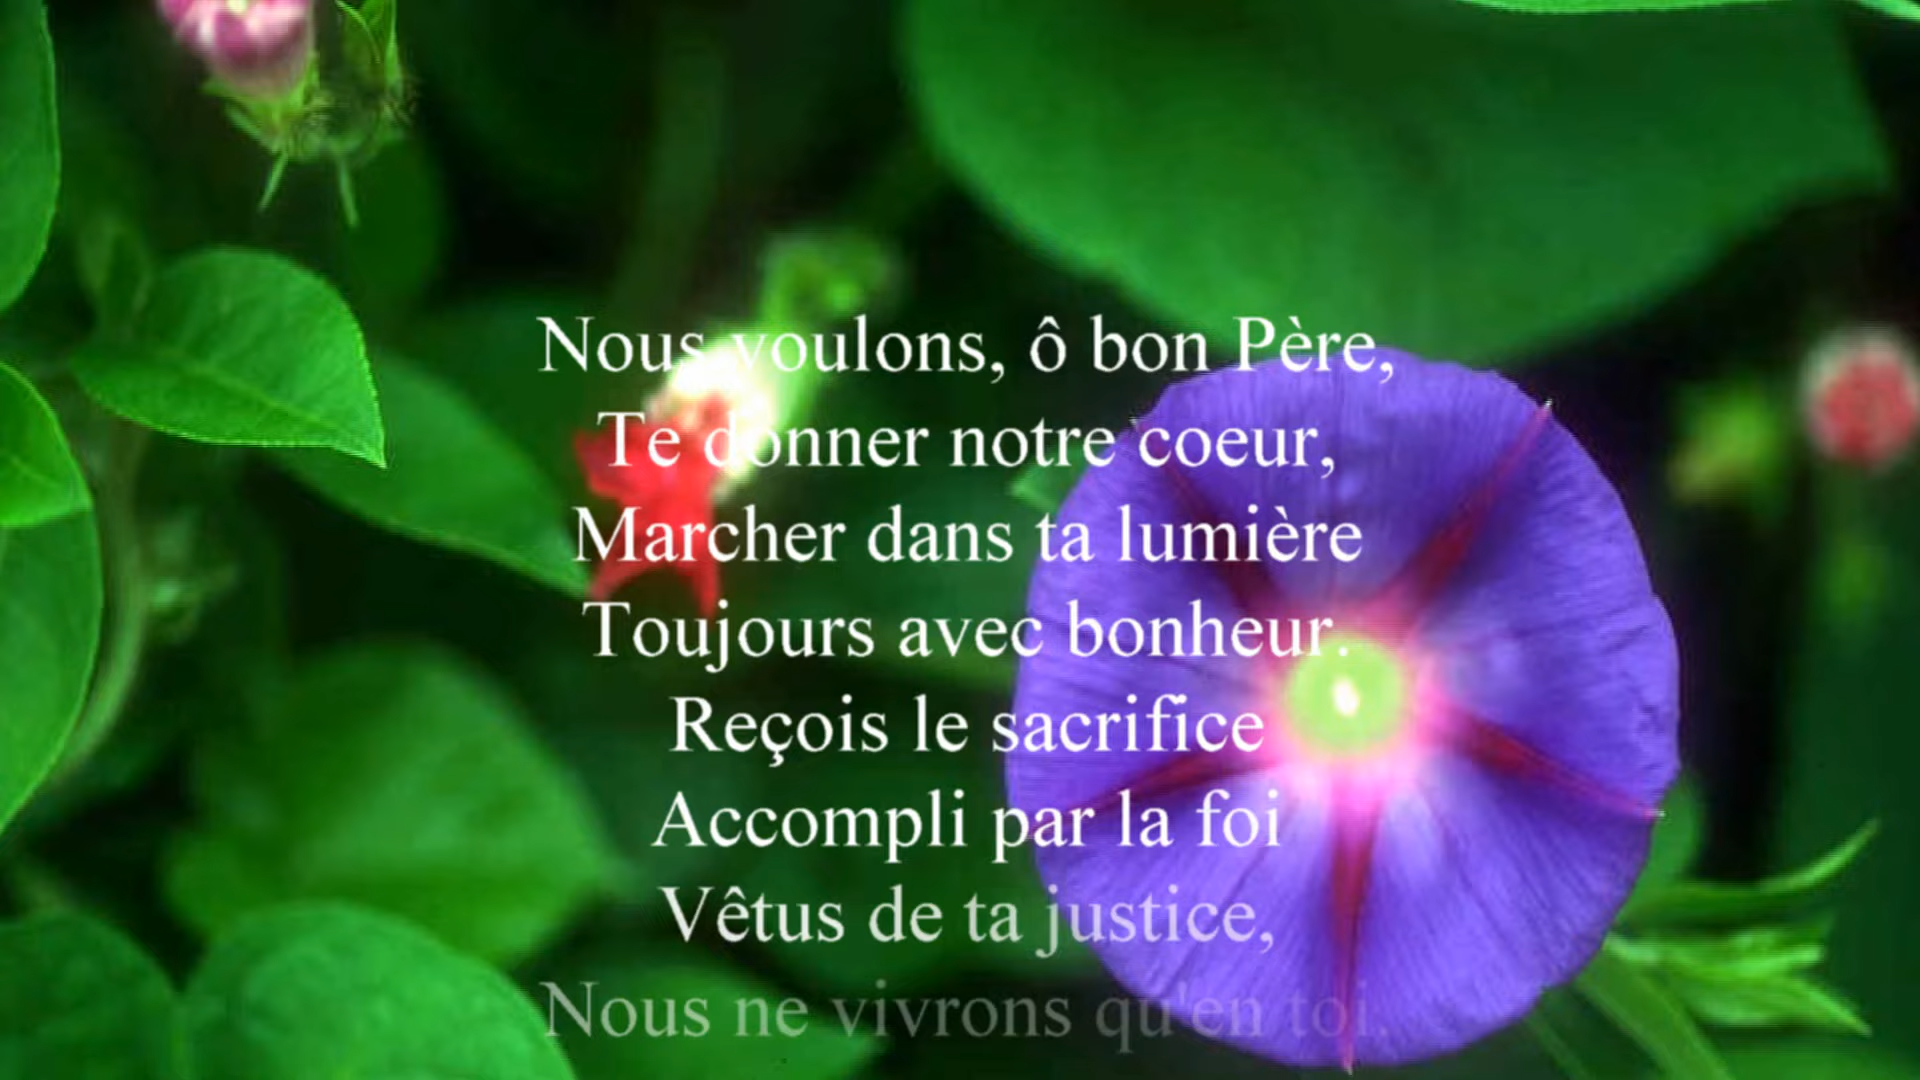 Nous voulons, ô bon Père,
Te donner notre coeur,
Marcher dans ta lumière
Toujours avec bonheur.
Reçois le sacrifice
Accompli par la foi
Vêtus de ta justice,
Nous ne vivrons qu'en toi.